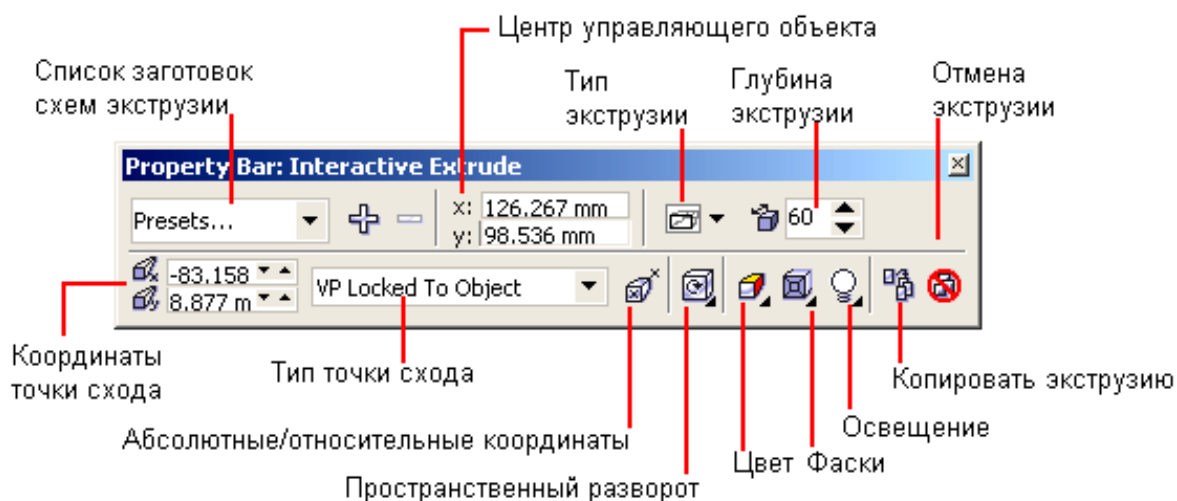 Центр управляющего объекта
Список заготовок
схем экструзии
Тип
экструзии
Глубина
экструзии
Отмена
экструзии
Property Bar: Interactive Extrude
Presets...
x: 126.267 mm
y: 98.536 mm
60
-83.158
8.877 m
VP Locked To Object
Координаты
точки схода
Тип точки схода
Копировать экструзию
Абсолютные/относительные координаты
Освещение
Цвет
Фаски
Пространственный разворот